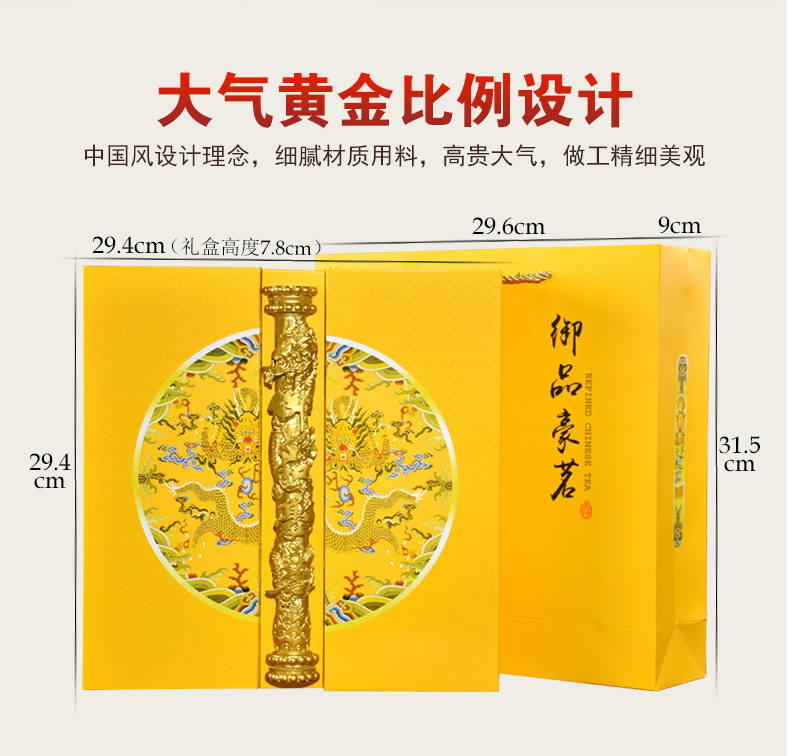 大气黄金比例设计
中国风设计理念，细腻材质用料，高贵大气，做工精细美观
29.6cm
9cm
29.4cm（礼盒高度7.8cm）
29.4
cm
31.5
cm
御品豪茗
REFINED CHINESE TEA